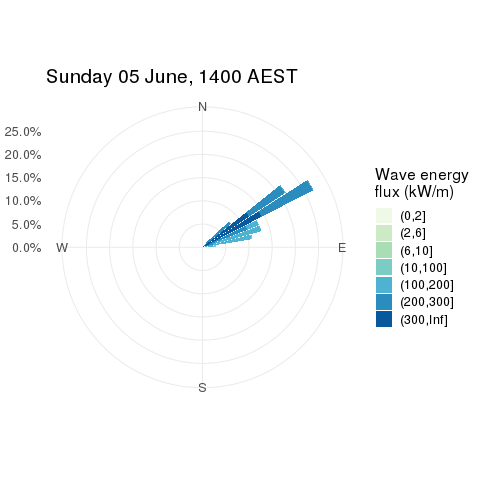 Sunday 05 June, 1400 AEST
N
25.0%
20.0%
15.0%
10.0%
5.0%
0.0%
W
E
S
Wave energy
flux (kW/m)
(0,2]
(2,6]
(6,10]
(10,100]
(100,200]
(200,300]
(300,Inf]